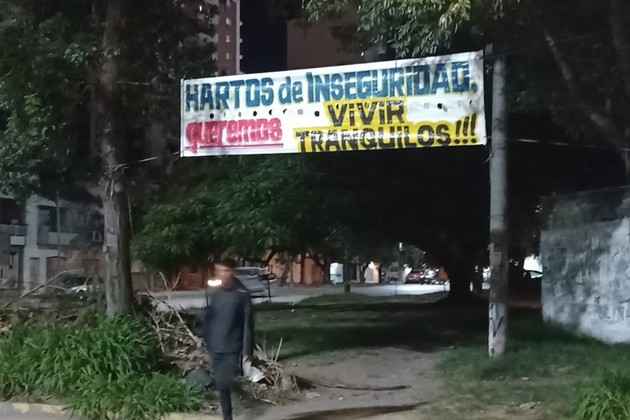 HARTOS de INSEGURIDAD.
queremos VIVIR
TRANQUILOS!!!